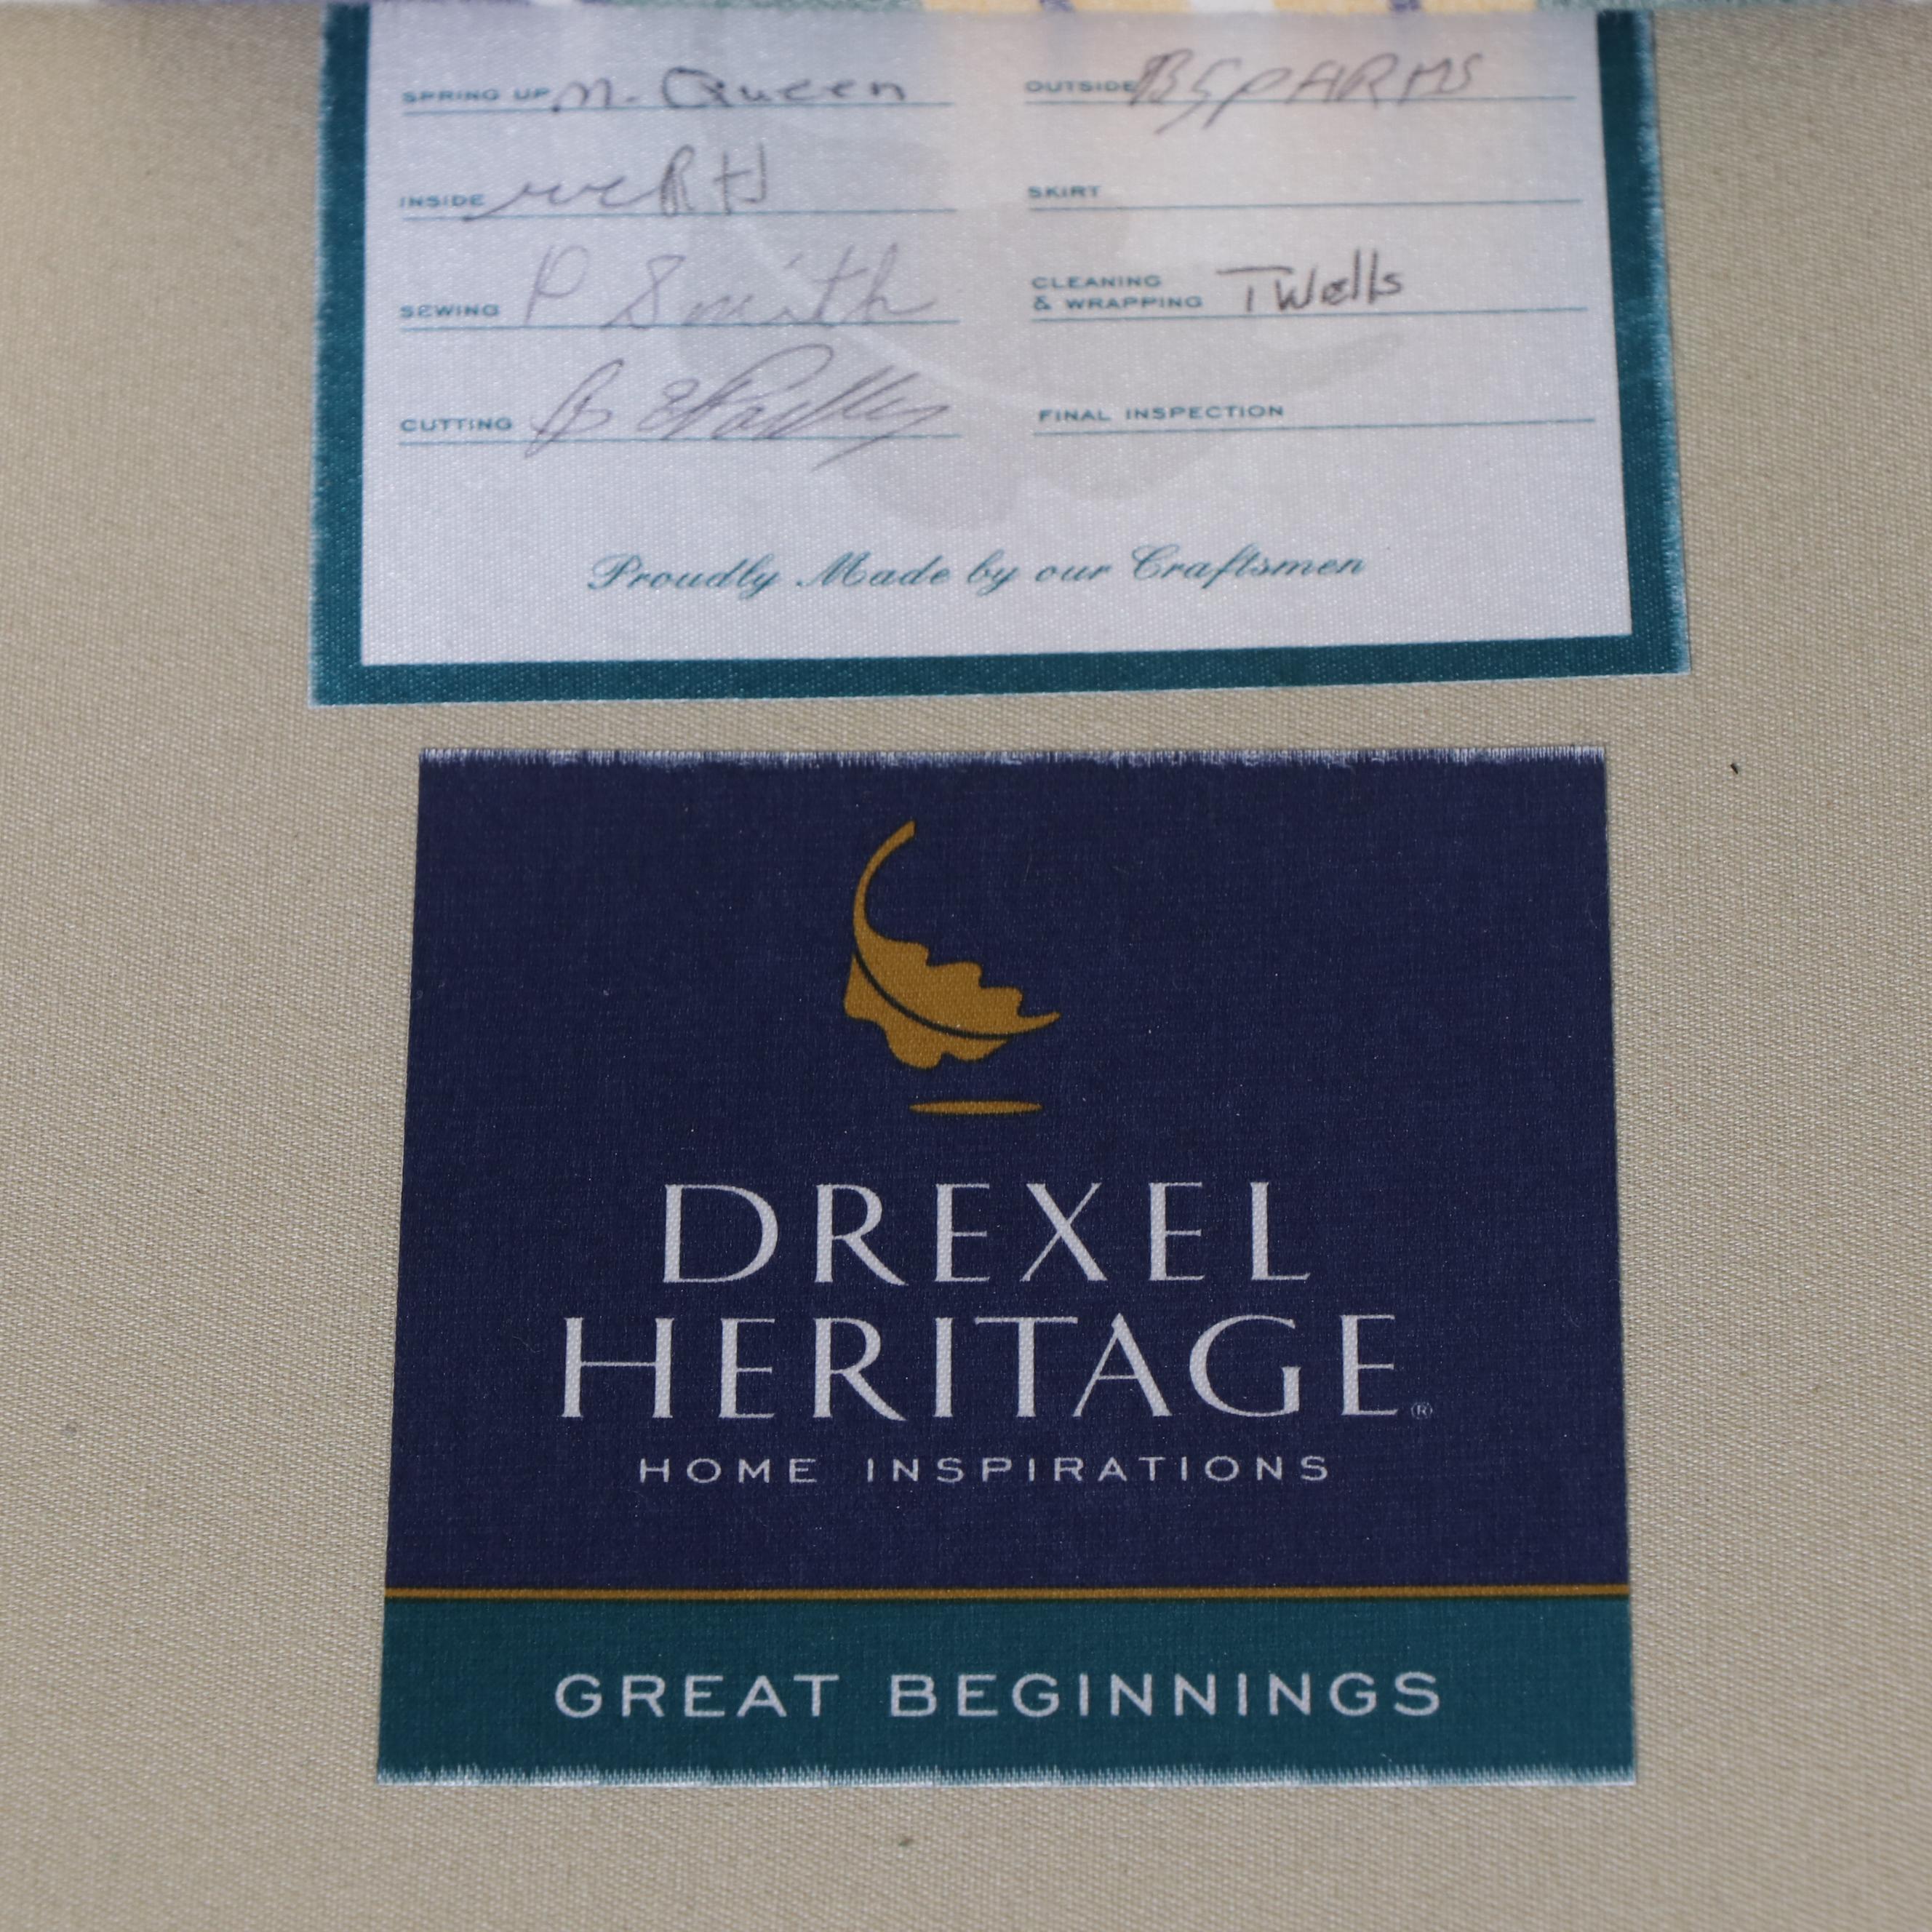 SPRING UP M. Queen
OUTSIDE B SPARMS
INSIDE
SKIRT
SEWING P Smith
CLEANING
& WRAPPING T Wells
CUTTING
FINAL INSPECTION
Proudly Made by our Craftsmen
DREXEL
HERITAGE®
HOME INSPIRATIONS
GREAT BEGINNINGS